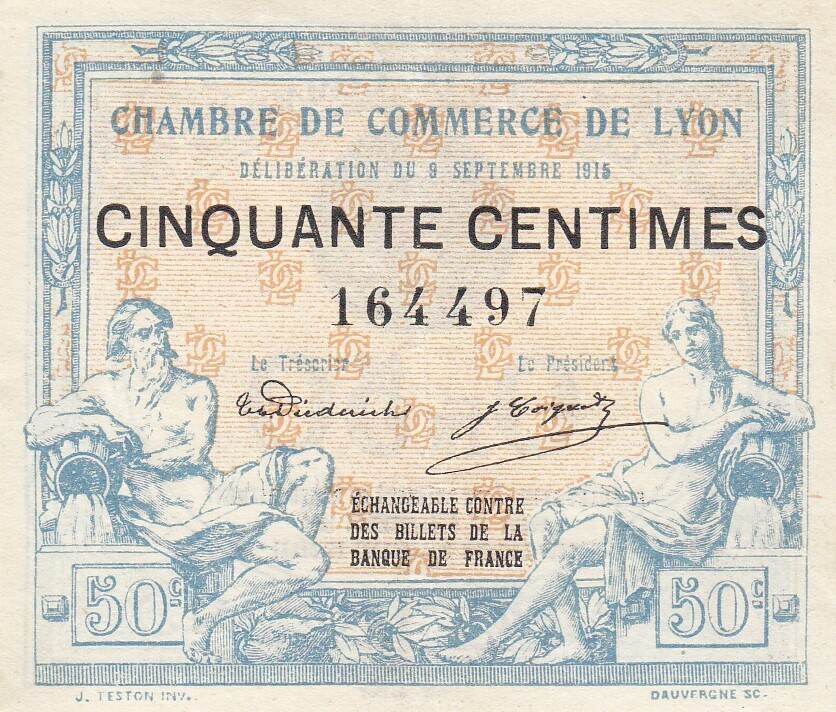 CHAMBRE DE COMMERCE DE LYON
DÉLIBÉRATION DU 9 SEPTEMBRE 1915
CINQUANTE CENTIMES
164497
Le Trésorier Le Président
ÉCHANGEABLE CONTRE
DES BILLETS DE LA
BANQUE DE FRANCE
50c. 50c.
J. TESTON INV. DAUVERGNE SC.